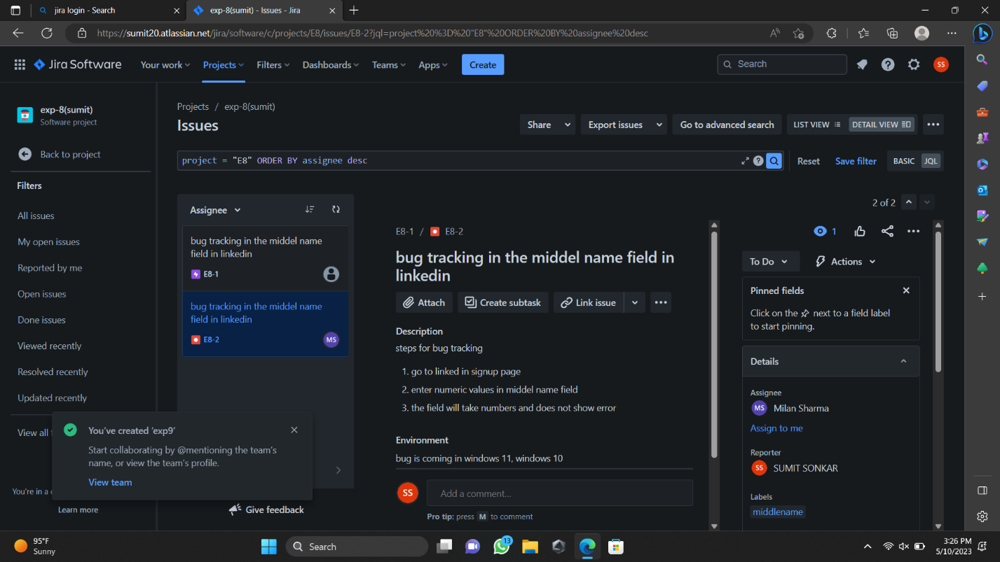 jira login - Search
exp-8(sumit) - Issues - Jira
https://sumit20.atlassian.net/jira/software/c/projects/E8/issues/E8-2?jql=project%20%3D%20"E8"%20ORDER%20BY%20assignee%20desc
Jira Software
Your work
Projects
Filters
Dashboards
Teams
Apps
Create
Search
SS
exp-8(sumit)
Software project
Back to project
Filters
All issues
My open issues
Reported by me
Open issues
Done issues
Viewed recently
Resolved recently
Updated recently
View all
You're in a
Learn more
Projects / exp-8(sumit)
Issues
Share
Export issues
Go to advanced search
LIST VIEW
DETAIL VIEW
project = "E8" ORDER BY assignee desc
Reset
Save filter
BASIC
JQL
Assignee
bug tracking in the middel name
field in linkedin
E8-1
bug tracking in the middel name
field in linkedin
E8-2
MS
You've created 'exp9'
Start collaborating by @mentioning the team's
name, or view the team's profile.
View team
Give feedback
2 of 2
E8-1 / E8-2
bug tracking in the middel name field in
linkedin
Attach
Create subtask
Link issue
Description
steps for bug tracking
1. go to linked in signup page
2. enter numeric values in middel name field
3. the field will take numbers and does not show error
Environment
bug is coming in windows 11, windows 10
SS
Add a comment...
Pro tip: press M to comment
1
To Do
Actions
Pinned fields
Click on the next to a field label
to start pinning.
Details
Assignee
MS Milan Sharma
Assign to me
Reporter
SS SUMIT SONKAR
Labels
middlename
95°F
Sunny
Search
13
3:26 PM
5/10/2023